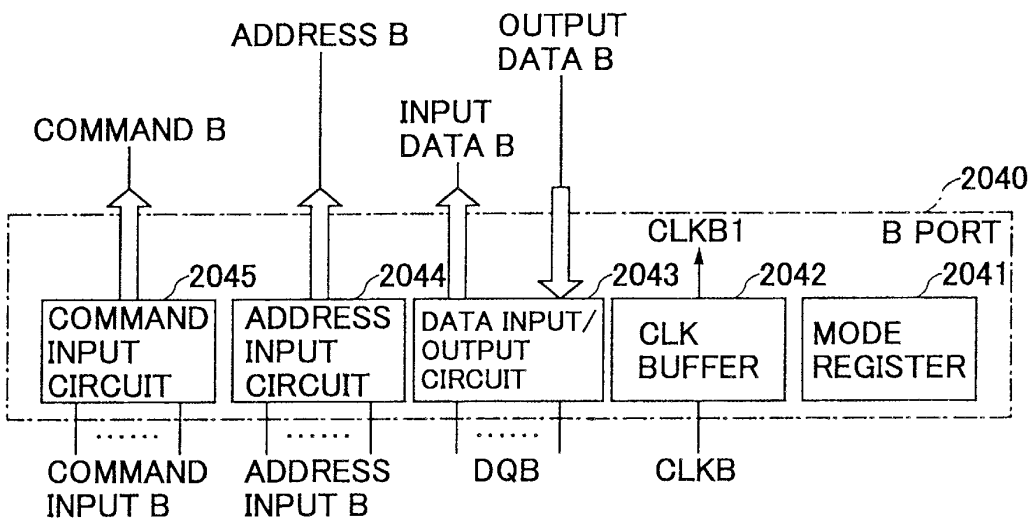 ADDRESS B
OUTPUT
DATA B
COMMAND B
INPUT
DATA B
2040
CLKB1
B PORT
2045
2044
2043
2042
2041
COMMAND
INPUT
CIRCUIT
ADDRESS
INPUT
CIRCUIT
DATA INPUT/
OUTPUT
CIRCUIT
CLK
BUFFER
MODE
REGISTER
......
......
......
COMMAND
INPUT B
ADDRESS
INPUT B
DQB
CLKB